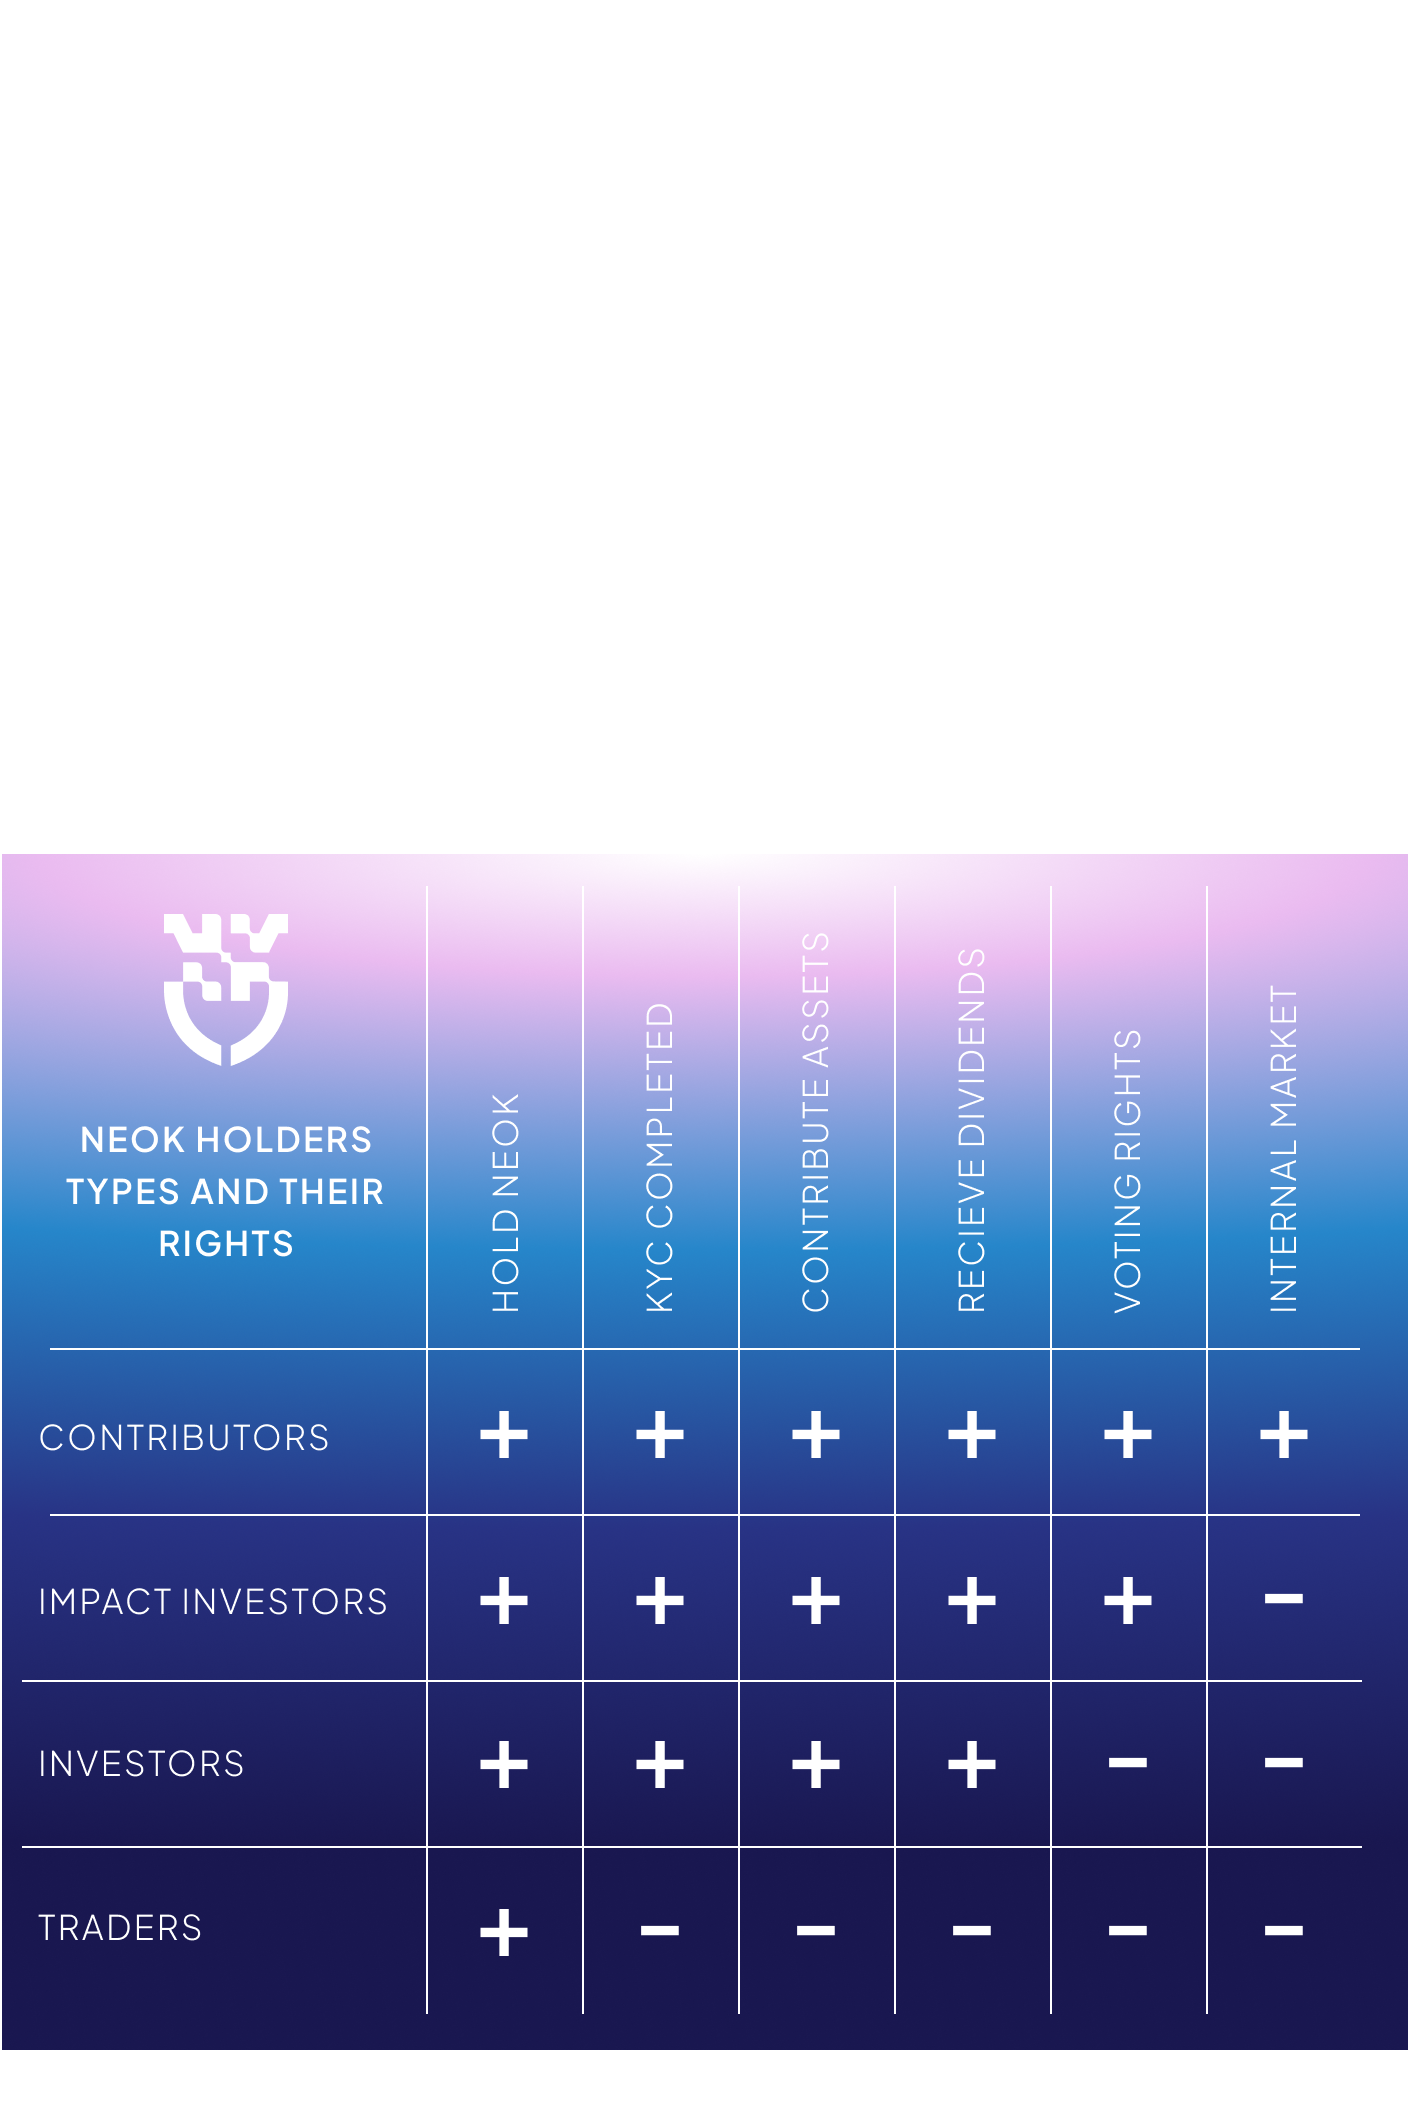 NEOK HOLDERS
TYPES AND THEIR
RIGHTS
HOLD NEOK
KYC COMPLETED
CONTRIBUTE ASSETS
RECIEVE DIVIDENDS
VOTING RIGHTS
INTERNAL MARKET
CONTRIBUTORS + + + + + +
IMPACT INVESTORS + + + + + −
INVESTORS + + + + − −
TRADERS + − − − − −